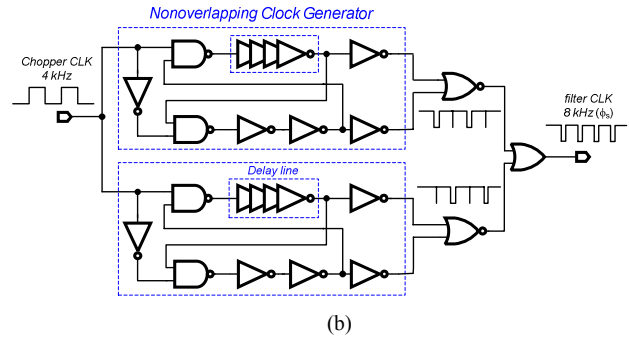 Nonoverlapping Clock Generator
Chopper CLK
4 kHz
filter CLK
8 kHz (ϕs)
Delay line
(b)